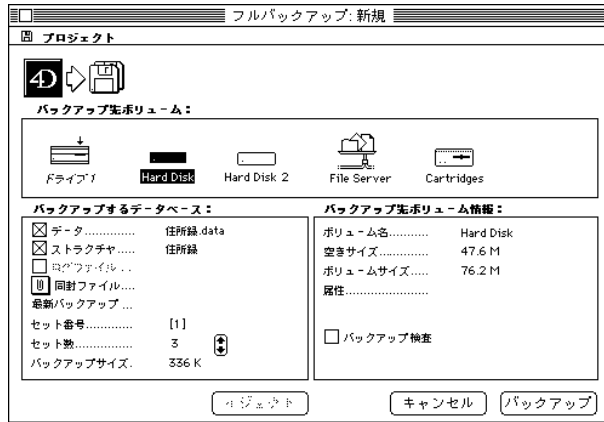 フルバックアップ: 新規
プロジェクト
4D
バックアップ先ボリューム:
ドライブ1
Hard Disk
Hard Disk 2
File Server
Cartridges
バックアップするデータベース:
データ.............. 住所録.data
ストラクチャ....... 住所録
ログファイル...
同封ファイル....
最新バックアップ...
セット番号.............. [1]
セット数................ 3
バックアップサイズ. 336 K
バックアップ先ボリューム情報:
ボリューム名.......... Hard Disk
空きサイズ.............. 47.6 M
ボリュームサイズ...... 76.2 M
属性.....................
バックアップ検査
イジェクト
キャンセル
バックアップ